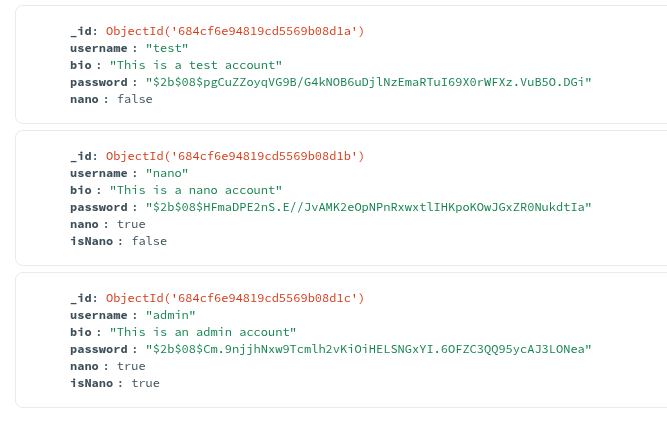 _id: ObjectId('684cf6e94819cd5569b08d1a')
username : "test"
bio : "This is a test account"
password : "$2b$08$pgCuZZoyqVG9B/G4kNOB6uDjlNzEmaRTuI69X0rWFXz.VuB5O.DGi"
nano : false
_id: ObjectId('684cf6e94819cd5569b08d1b')
username : "nano"
bio : "This is a nano account"
password : "$2b$08$HFmaDPE2nS.E//JvAMK2eOpNPnRxwxtlIHKpoKOwJGxZR0NukdtIa"
nano : true
isNano : false
_id: ObjectId('684cf6e94819cd5569b08d1c')
username : "admin"
bio : "This is an admin account"
password : "$2b$08$Cm.9njjhNxw9Tcmlh2vKiOiHELSNGxYI.6OFZC3QQ95ycAJ3LONea"
nano : true
isNano : true